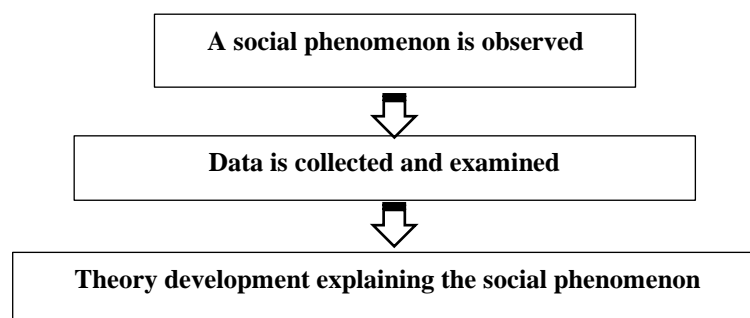 A social phenomenon is observed
Data is collected and examined
Theory development explaining the social phenomenon